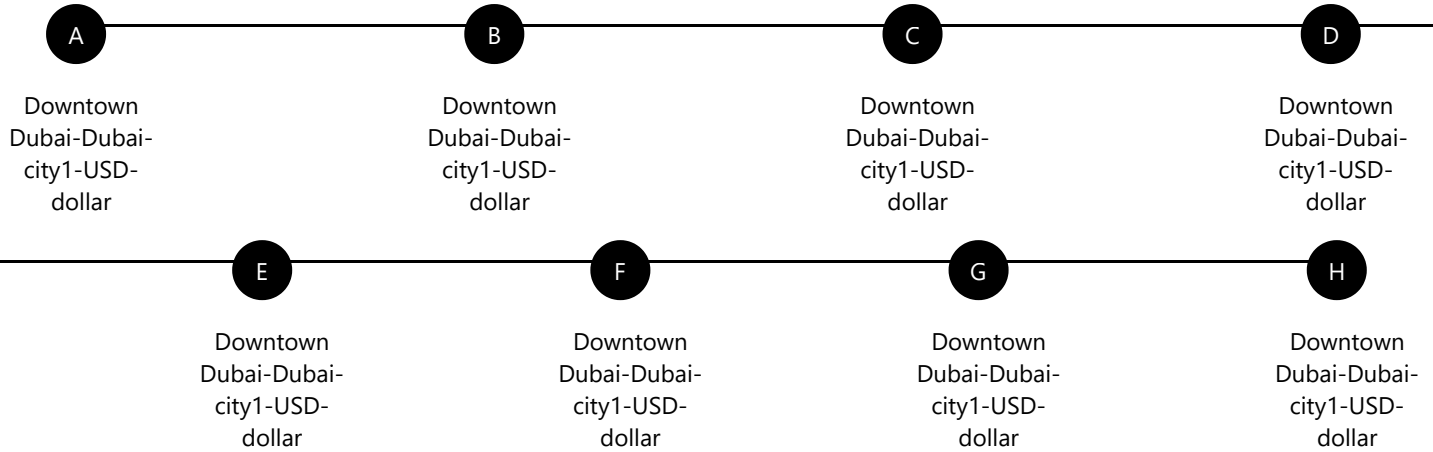 A B C D
Downtown Downtown Downtown Downtown
Dubai-Dubai- Dubai-Dubai- Dubai-Dubai- Dubai-Dubai-
city1-USD- city1-USD- city1-USD- city1-USD-
dollar dollar dollar dollar
E F G H
Downtown Downtown Downtown Downtown
Dubai-Dubai- Dubai-Dubai- Dubai-Dubai- Dubai-Dubai-
city1-USD- city1-USD- city1-USD- city1-USD-
dollar dollar dollar dollar